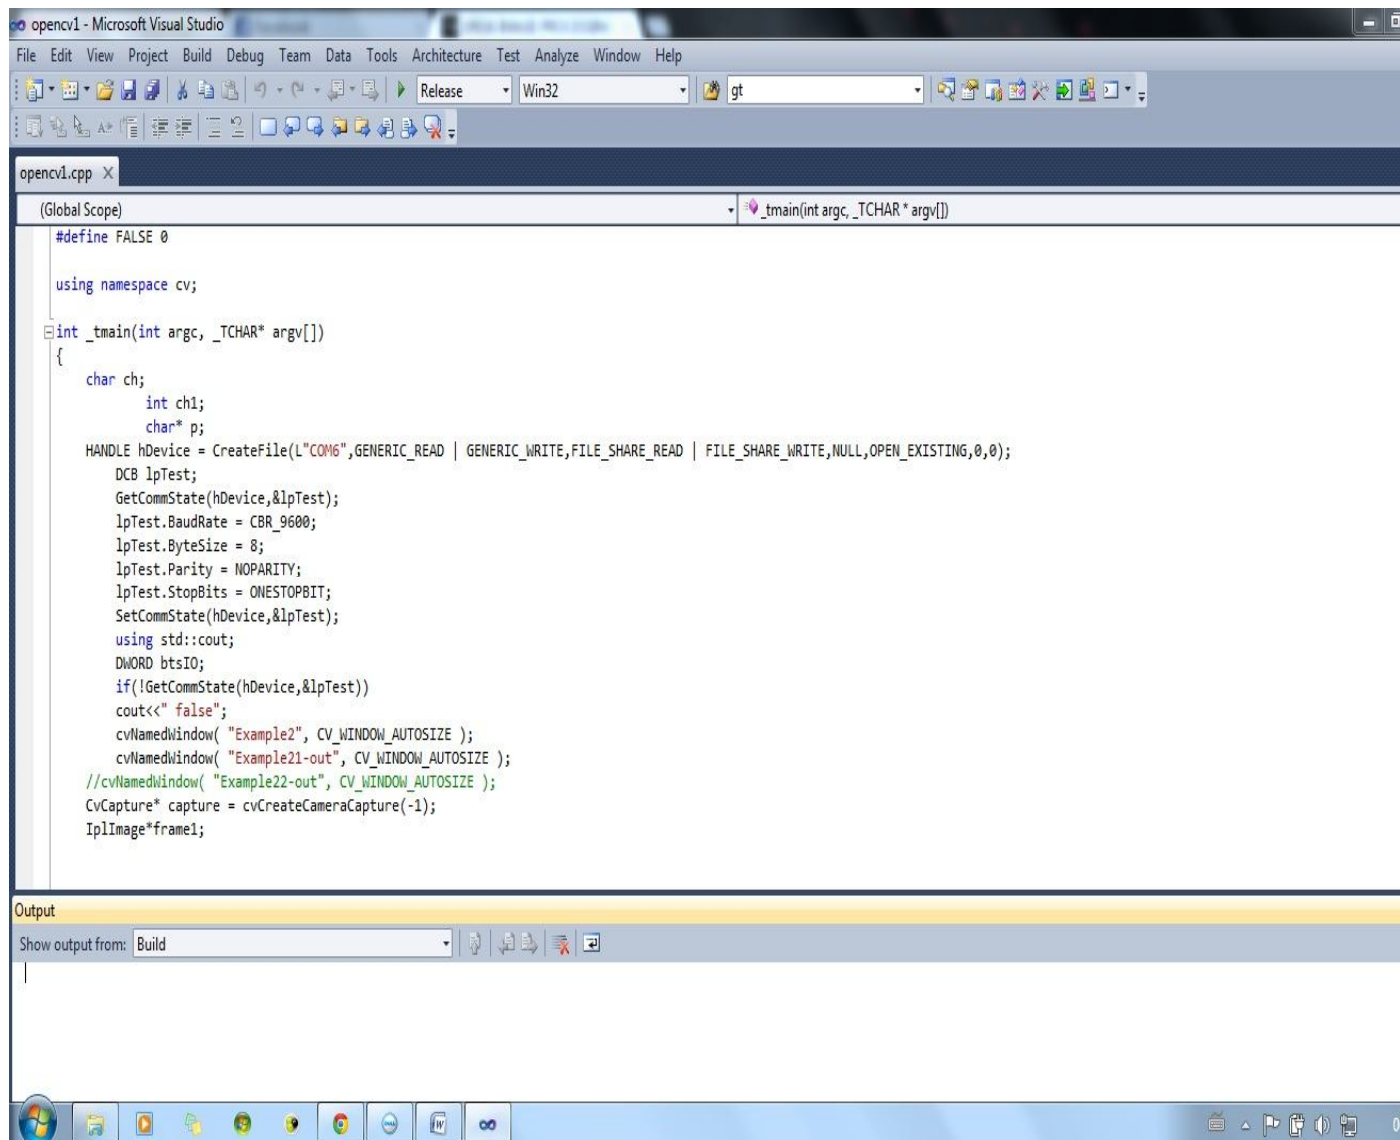 opencv1 - Microsoft Visual Studio
File Edit View Project Build Debug Team Data Tools Architecture Test Analyze Window Help
Release Win32 gt
opencv1.cpp X
(Global Scope) _tmain(int argc, _TCHAR * argv[])
#define FALSE 0
using namespace cv;
int _tmain(int argc, _TCHAR* argv[])
{
char ch;
int ch1;
char* p;
HANDLE hDevice = CreateFile(L"COM6",GENERIC_READ | GENERIC_WRITE,FILE_SHARE_READ | FILE_SHARE_WRITE,NULL,OPEN_EXISTING,0,0);
DCB lpTest;
GetCommState(hDevice,&lpTest);
lpTest.BaudRate = CBR_9600;
lpTest.ByteSize = 8;
lpTest.Parity = NOPARITY;
lpTest.StopBits = ONESTOPBIT;
SetCommState(hDevice,&lpTest);
using std::cout;
DWORD btsIO;
if(!GetCommState(hDevice,&lpTest))
cout<<" false";
cvNamedWindow( "Example2", CV_WINDOW_AUTOSIZE );
cvNamedWindow( "Example21-out", CV_WINDOW_AUTOSIZE );
//cvNamedWindow( "Example22-out", CV_WINDOW_AUTOSIZE );
CvCapture* capture = cvCreateCameraCapture(-1);
IplImage*frame1;
Output
Show output from: Build